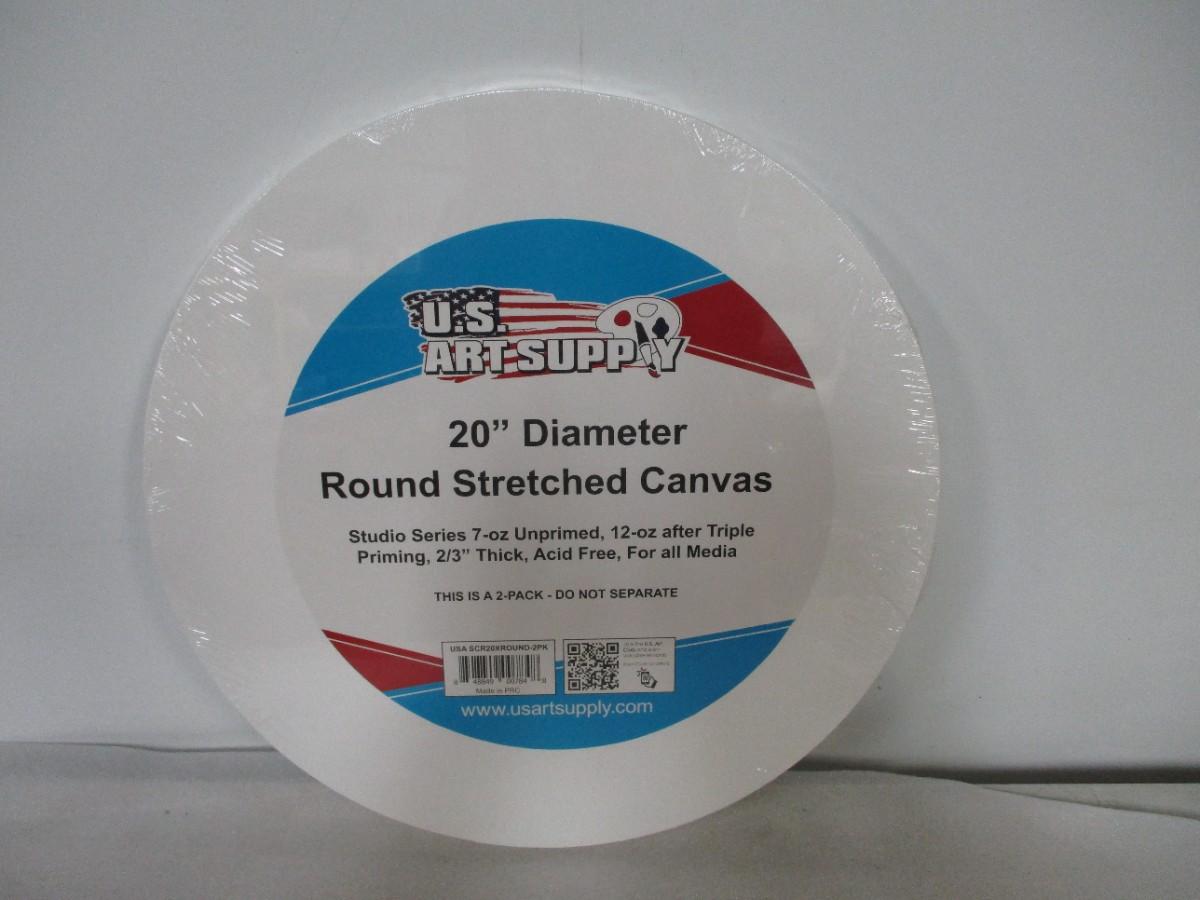 U.S.
ART SUPPLY
20” Diameter
Round Stretched Canvas
Studio Series 7-oz Unprimed, 12-oz after Triple
Priming, 2/3” Thick, Acid Free, For all Media
THIS IS A 2-PACK - DO NOT SEPARATE
USA SCR20XROUND-2PK
Made in PRC
www.usartsupply.com